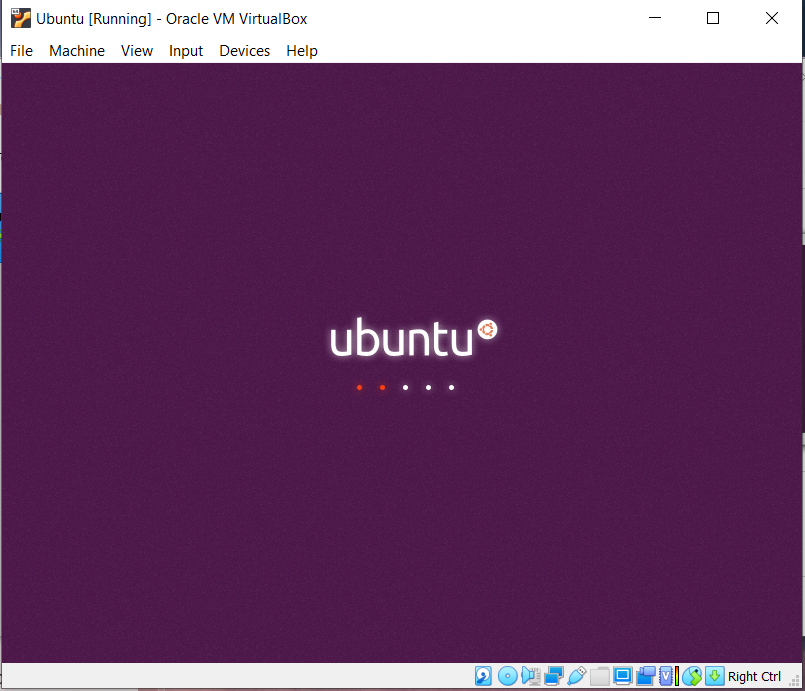 Ubuntu [Running] - Oracle VM VirtualBox
File Machine View Input Devices Help
ubuntu
Right Ctrl